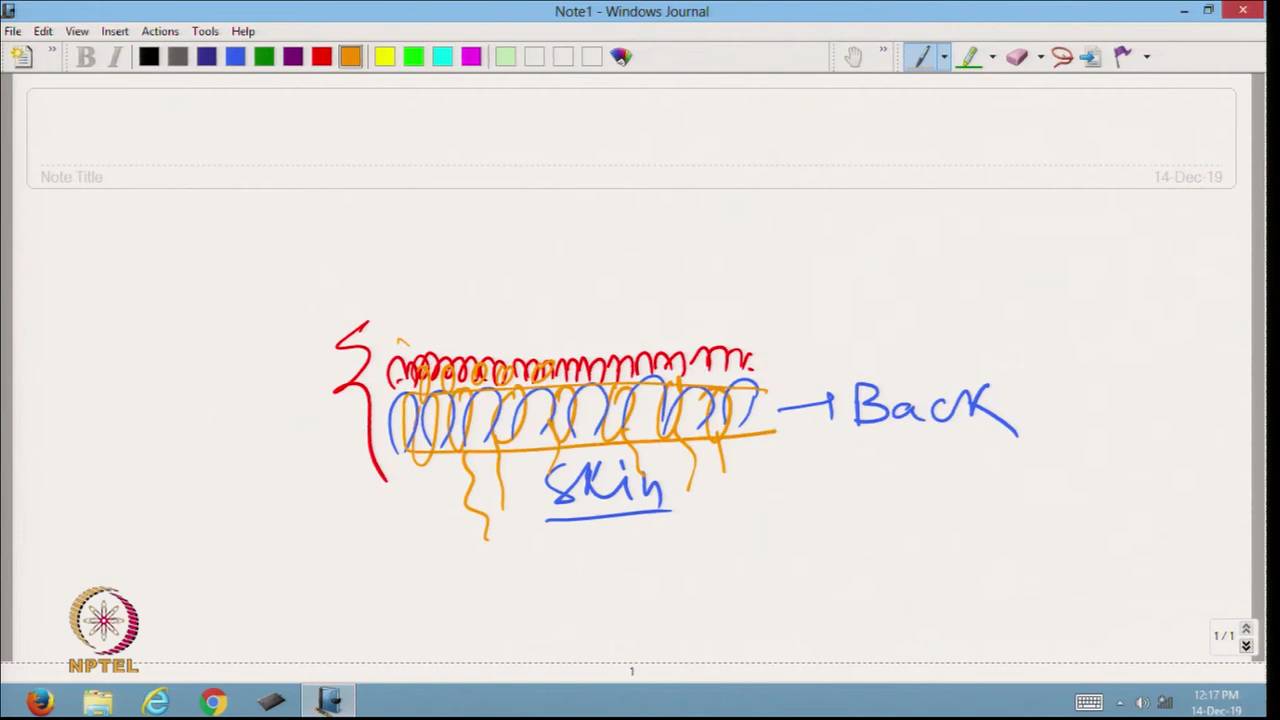 Note1 - Windows Journal
File Edit View Insert Actions Tools Help
B I
Note Title
14-Dec-19
Back
Skin
NPTEL
1 / 1
1
12:17 PM
14-Dec-19